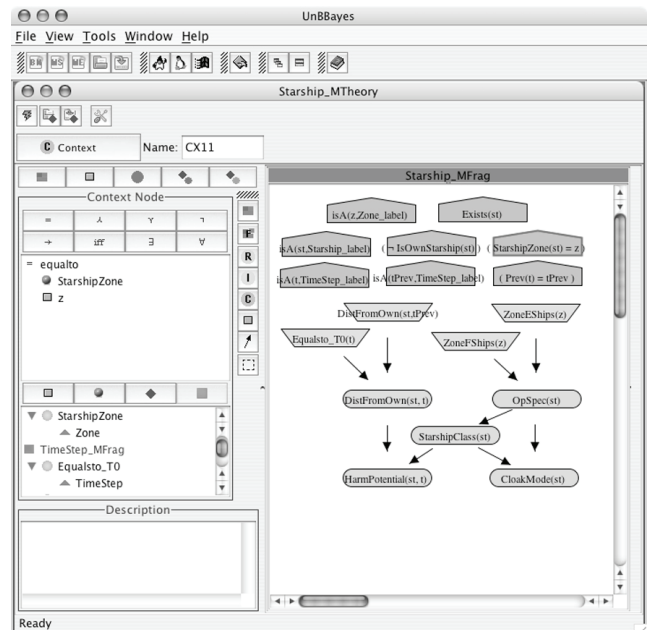 UnBBayes
File View Tools Window Help
Starship_MTheory
C Context Name: CX11
Context Node
iff ∃ ∀
= equalto
StarshipZone
z
StarshipZone
Zone
TimeStep_MFrag
Equalsto_T0
TimeStep
Description
R
I
C
Starship_MFrag
isA(z,Zone_label) Exists(st)
isA(st,Starship_label) ( ¬ IsOwnStarship(st) ) ( StarshipZone(st) = z )
isA(t,TimeStep_label) isA(tPrev,TimeStep_label) ( Prev(t) = tPrev )
DistFromOwn(st,tPrev) ZoneEShips(z)
Equalsto_T0(t) ZoneFShips(z)
DistFromOwn(st, t) OpSpec(st)
StarshipClass(st)
HarmPotential(st, t) CloakMode(st)
Ready